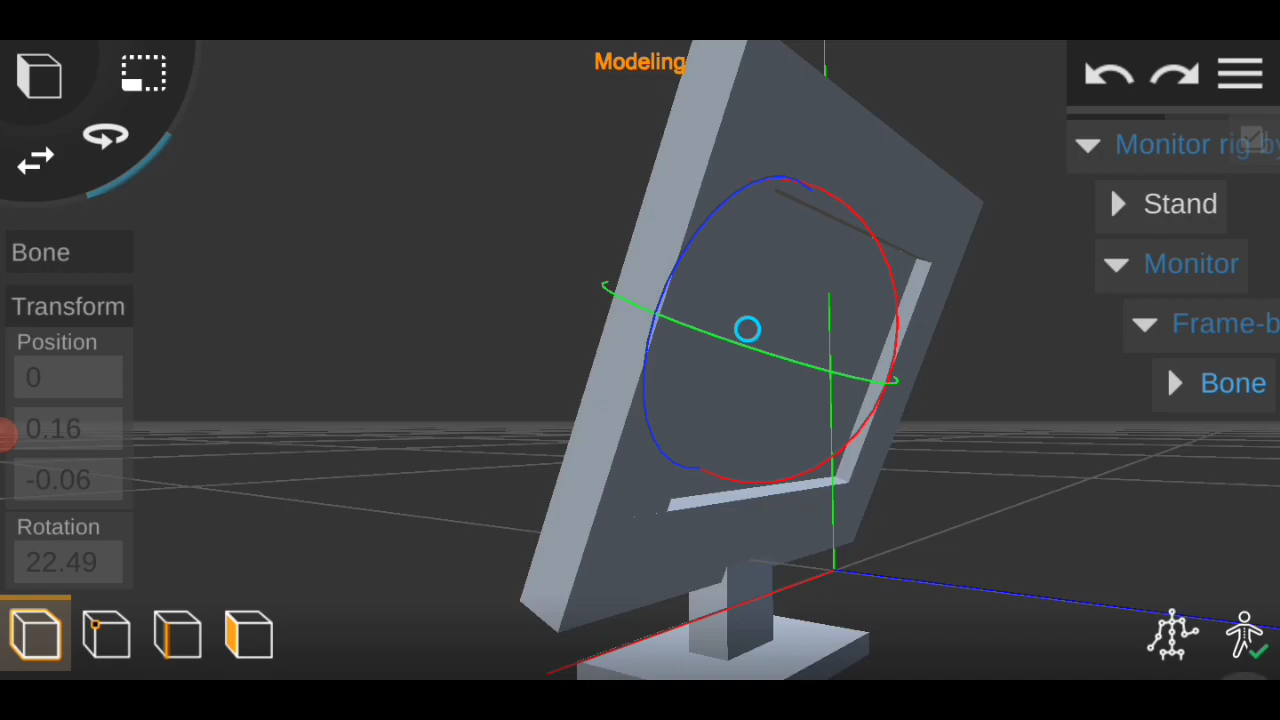 Modeling
Bone
Transform
Position
0
0.16
-0.06
Rotation
22.49
Monitor rig by
Stand
Monitor
Frame-b
Bone